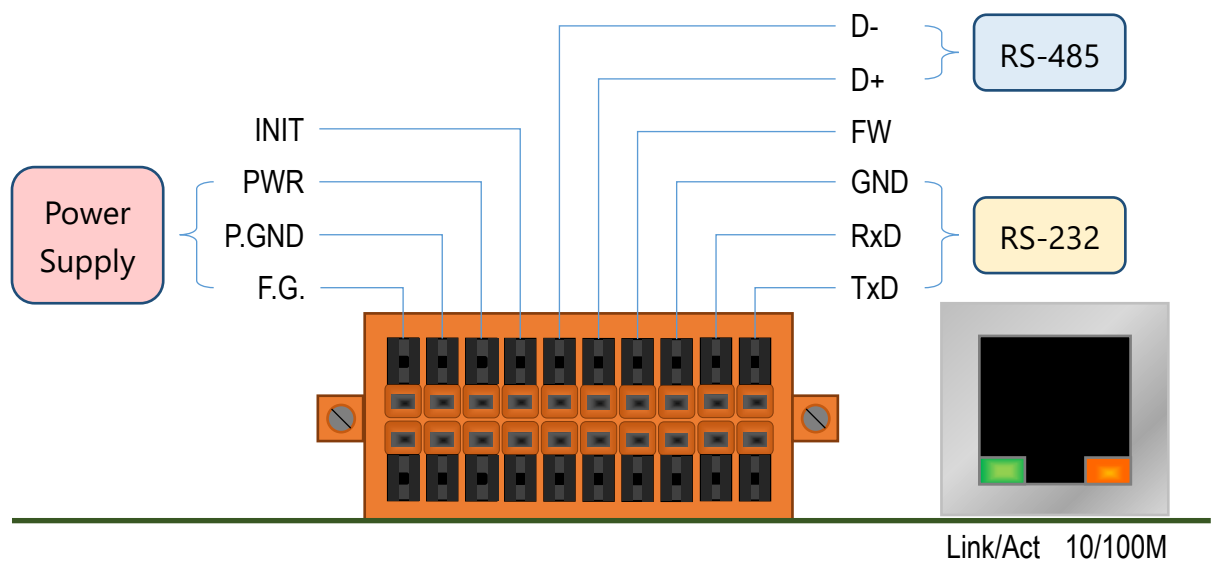 D-
RS-485
D+
INIT
FW
PWR
GND
Power
Supply
P.GND
RxD
RS-232
F.G.
TxD
Link/Act 10/100M